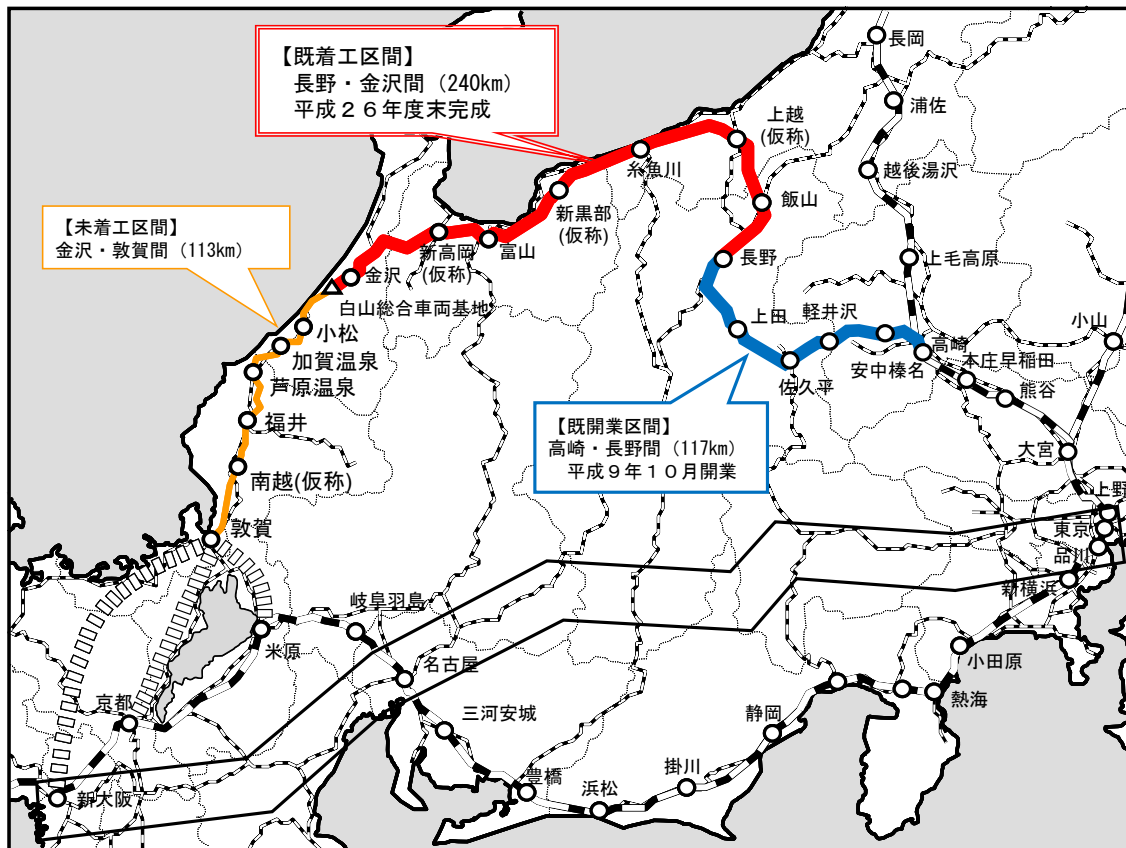 【既着工区間】
長野・金沢間（240km）
平成２６年度末完成
長岡
浦佐
上越
(仮称)
越後湯沢
糸魚川
飯山
新黒部
(仮称)
【未着工区間】
金沢・敦賀間（113km）
新高岡
(仮称)
富山
長野
上毛高原
金沢
白山総合車両基地
小松
加賀温泉
芦原温泉
福井
南越(仮称)
敦賀
上田
軽井沢
佐久平
安中榛名
高崎
小山
本庄早稲田
熊谷
【既開業区間】
高崎・長野間（117km）
平成９年１０月開業
大宮
上野
東京
品川
新横浜
岐阜羽島
米原
名古屋
小田原
熱海
京都
三河安城
静岡
新大阪
豊橋
浜松
掛川